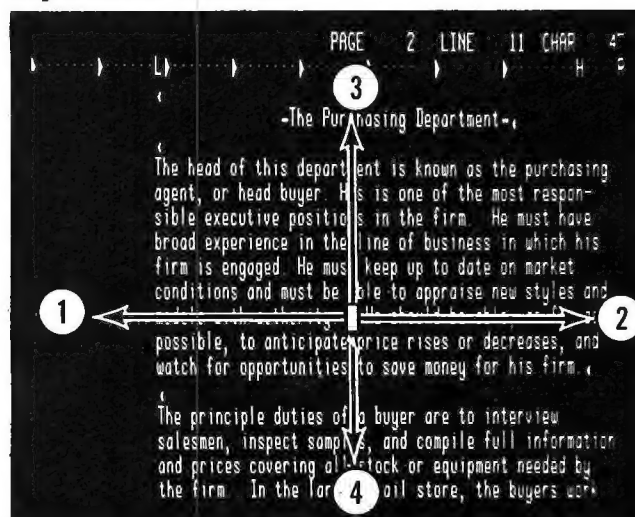 PAGE 2 LINE 11 CHAR 47
L H R
3
-The Purchasing Department-
The head of this department is known as the purchasing
agent, or head buyer. His is one of the most respon-
sible executive positions in the firm. He must have
broad experience in the line of business in which his
firm is engaged. He must keep up to date on market
conditions and must be able to appraise new styles and
1 2
possible, to anticipate price rises or decreases, and
watch for opportunities to save money for his firm.
The principle duties of a buyer are to interview
salesmen, inspect samples, and compile full information
and prices covering all stock or equipment needed by
the firm. In the lar ail store, the buyers work
4